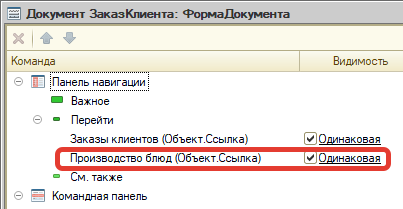 Документ ЗаказКлиента: ФормаДокумента
Команда Видимость
Панель навигации
Важное
Перейти
Заказы клиентов (Объект.Ссылка) Одинаковая
Производство блюд (Объект.Ссылка) Одинаковая
См. также
Командная панель